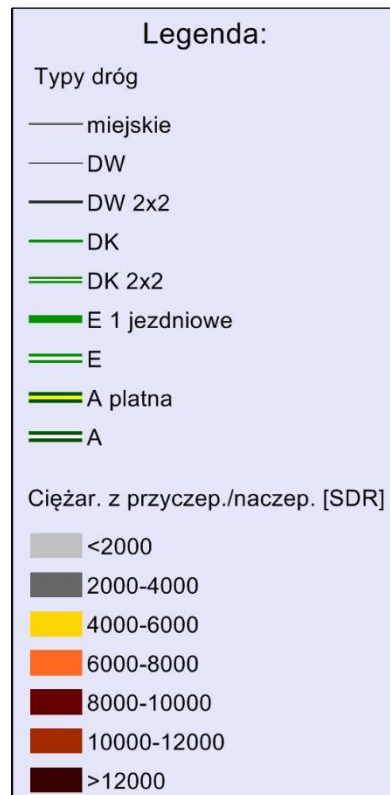 Legenda:
Typy dróg
miejskie
DW
DW 2x2
DK
DK 2x2
E 1 jezdniowe
E
A platna
A
Ciężar. z przyczep./naczep. [SDR]
<2000
2000-4000
4000-6000
6000-8000
8000-10000
10000-12000
>12000